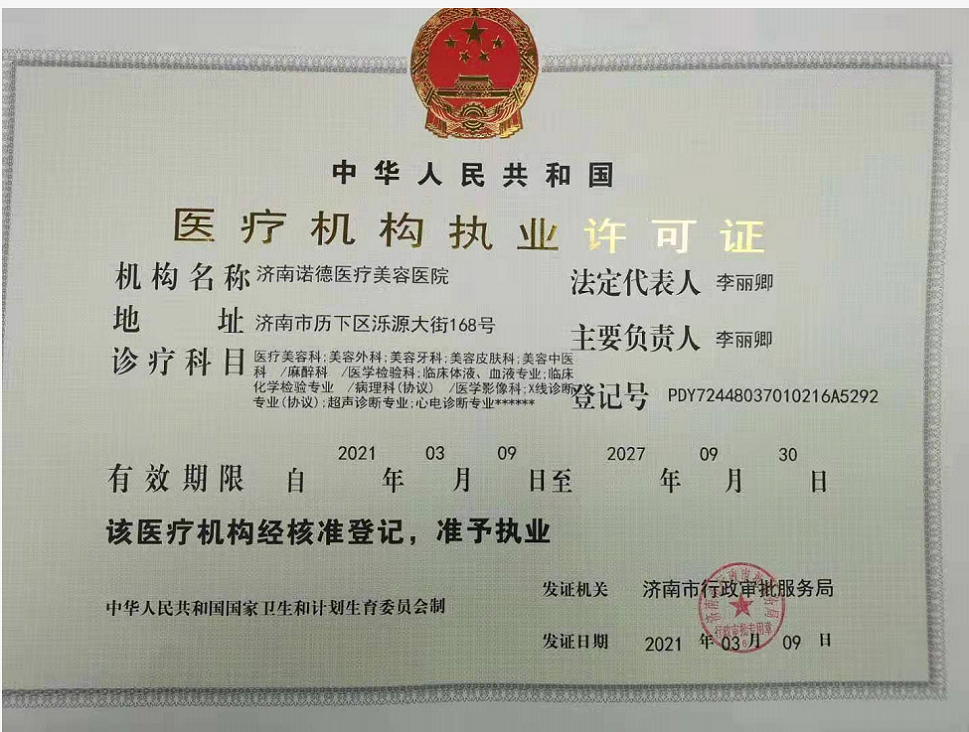 中华人民共和国
医疗机构执业许可证
机构名称 济南诺德医疗美容医院
法定代表人 李丽卿
地址 济南市历下区泺源大街168号
主要负责人 李丽卿
诊疗科目 医疗美容科;美容外科;美容牙科;美容皮肤科;美容中医
科 /麻醉科 /医学检验科;临床体液、血液专业;临床
化学检验专业 /病理科(协议) /医学影像科;X线诊断
专业(协议);超声诊断专业;心电诊断专业******
登记号 PDY72448037010216A5292
有效期限 自 2021 年 03 月 09 日至 2027 年 09 月 30 日
该医疗机构经核准登记，准予执业
发证机关 济南市行政审批服务局
中华人民共和国国家卫生和计划生育委员会制
发证日期 2021 年 03 月 09 日
行政审批专用章